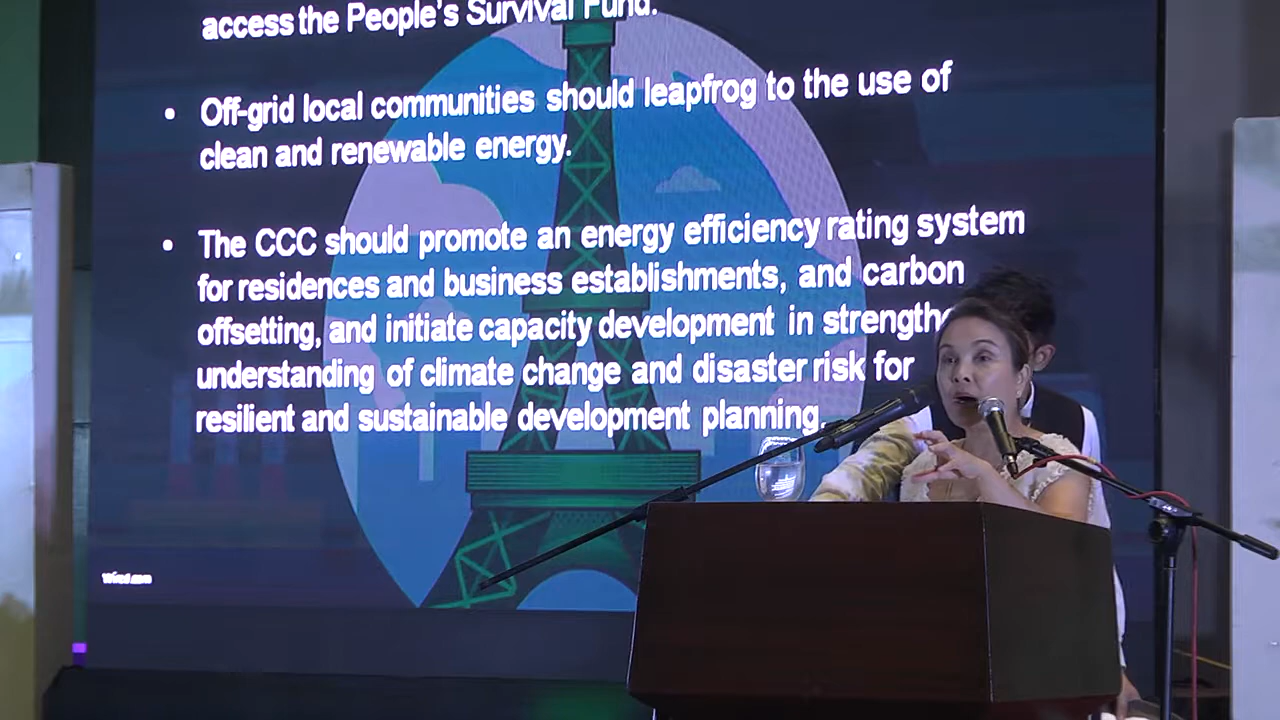 access the People's Survival Fund.
• Off-grid local communities should leapfrog to the use of
clean and renewable energy.
• The CCC should promote an energy efficiency rating system
for residences and business establishments, and carbon
offsetting, and initiate capacity development in
understanding of climate change and disaster risk for
resilient and sustainable development planning.
Wired.com